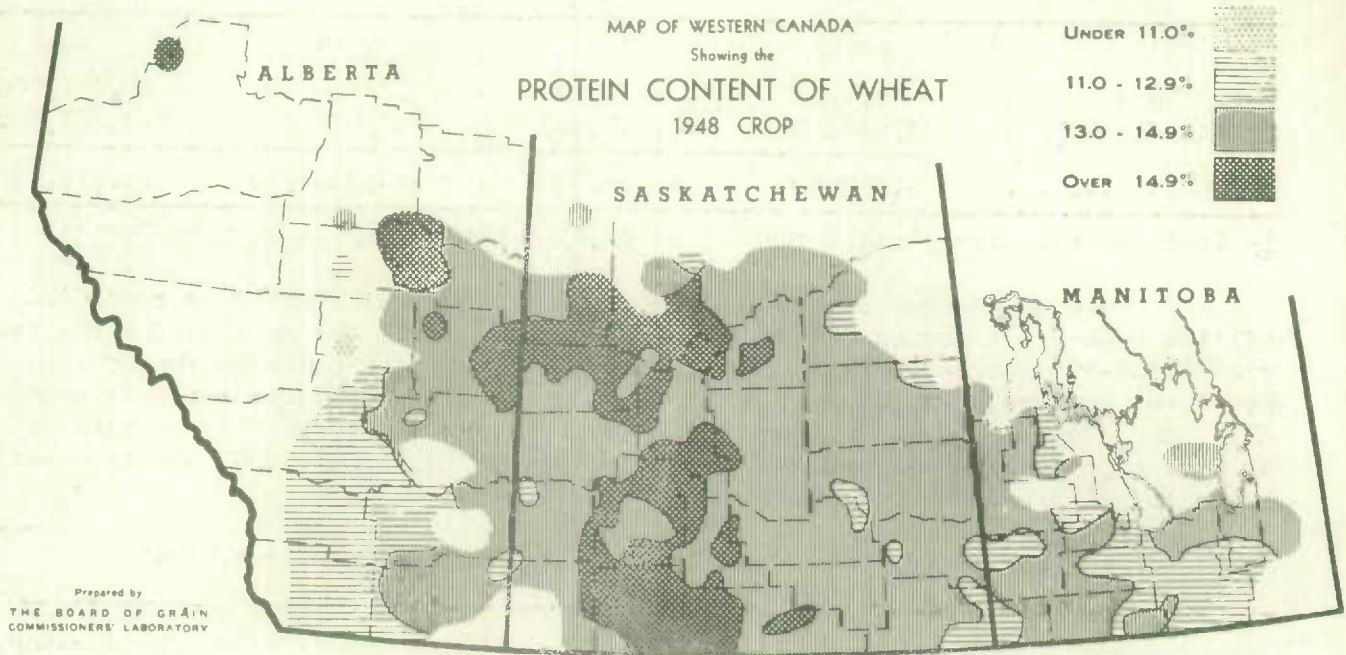 MAP OF WESTERN CANADA
Showing the
PROTEIN CONTENT OF WHEAT
1948 CROP
UNDER 11.0%
11.0 - 12.9%
13.0 - 14.9%
OVER 14.9%
ALBERTA
SASKATCHEWAN
MANITOBA
Prepared by
THE BOARD OF GRAIN
COMMISSIONERS' LABORATORY